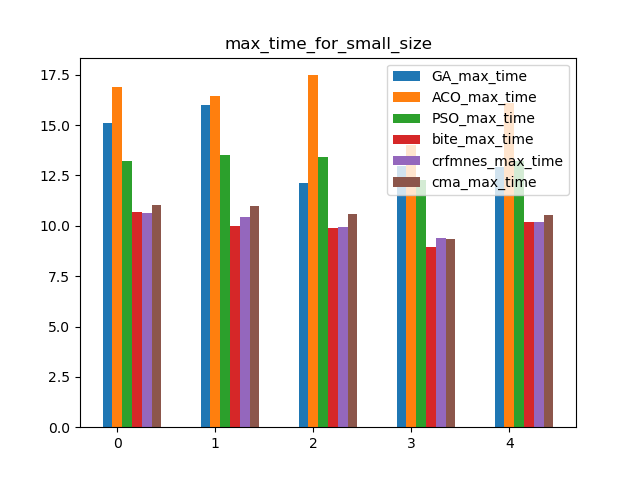 max_time_for_small_size
17.5
15.0
12.5
10.0
7.5
5.0
2.5
0.0
GA_max_time
ACO_max_time
PSO_max_time
bite_max_time
crfmnes_max_time
cma_max_time
0 1 2 3 4